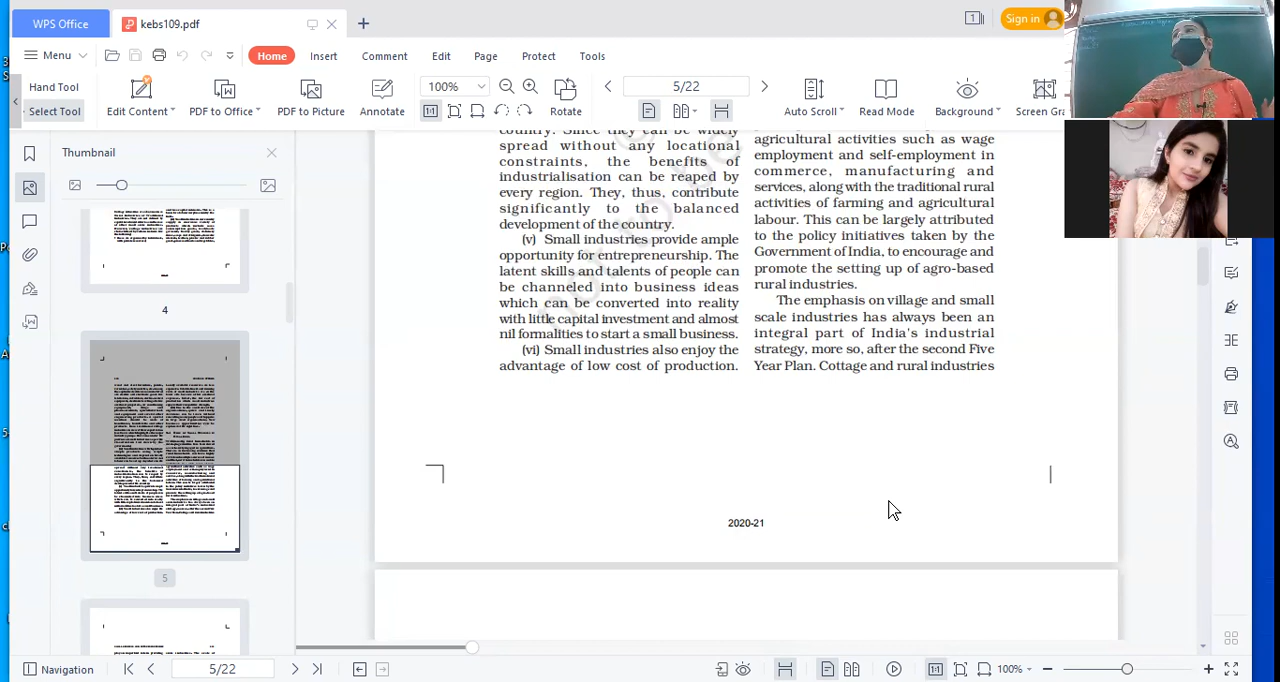 WPS Office
kebs109.pdf
Sign in
Menu
Home
Insert
Comment
Edit
Page
Protect
Tools
Hand Tool
Select Tool
Edit Content
PDF to Office
PDF to Picture
Annotate
100%
Rotate
5/22
Auto Scroll
Read Mode
Background
Screen Gra
Thumbnail
4
5
country. Since they can be widely
spread without any locational
constraints, the benefits of
industrialisation can be reaped by
every region. They, thus, contribute
significantly to the balanced
development of the country.
(v) Small industries provide ample
opportunity for entrepreneurship. The
latent skills and talents of people can
be channeled into business ideas
which can be converted into reality
with little capital investment and almost
nil formalities to start a small business.
(vi) Small industries also enjoy the
advantage of low cost of production.
agricultural activities such as wage
employment and self-employment in
commerce, manufacturing and
services, along with the traditional rural
activities of farming and agricultural
labour. This can be largely attributed
to the policy initiatives taken by the
Government of India, to encourage and
promote the setting up of agro-based
rural industries.
The emphasis on village and small
scale industries has always been an
integral part of India's industrial
strategy, more so, after the second Five
Year Plan. Cottage and rural industries
2020-21
Navigation
5/22
100%